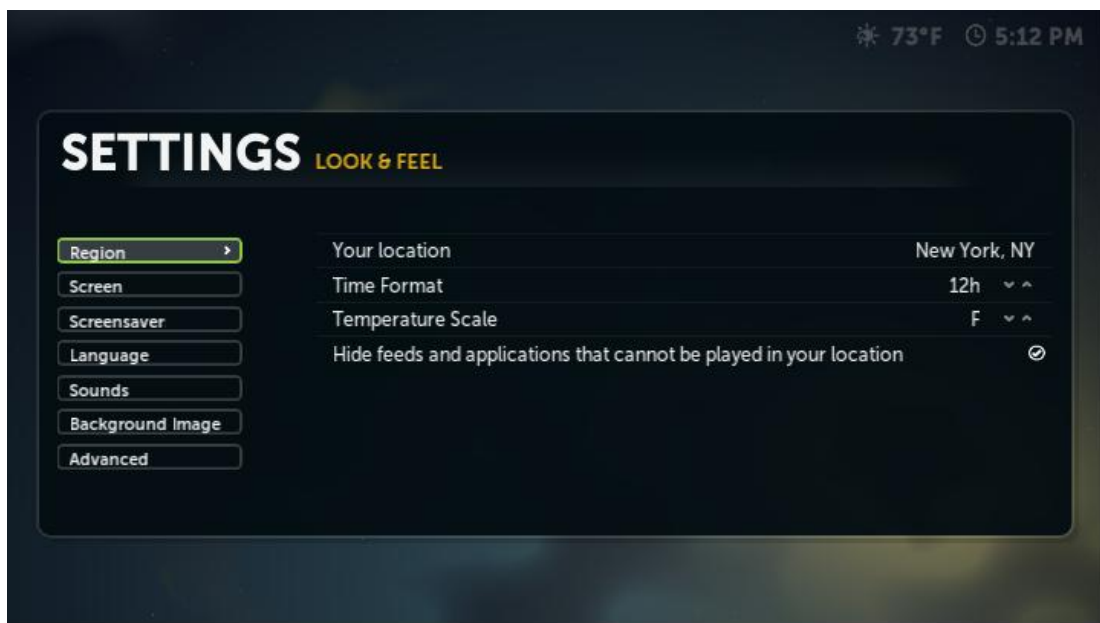 73°F 5:12 PM
SETTINGS LOOK & FEEL
Region
Screen
Screensaver
Language
Sounds
Background Image
Advanced
Your location New York, NY
Time Format 12h
Temperature Scale F
Hide feeds and applications that cannot be played in your location